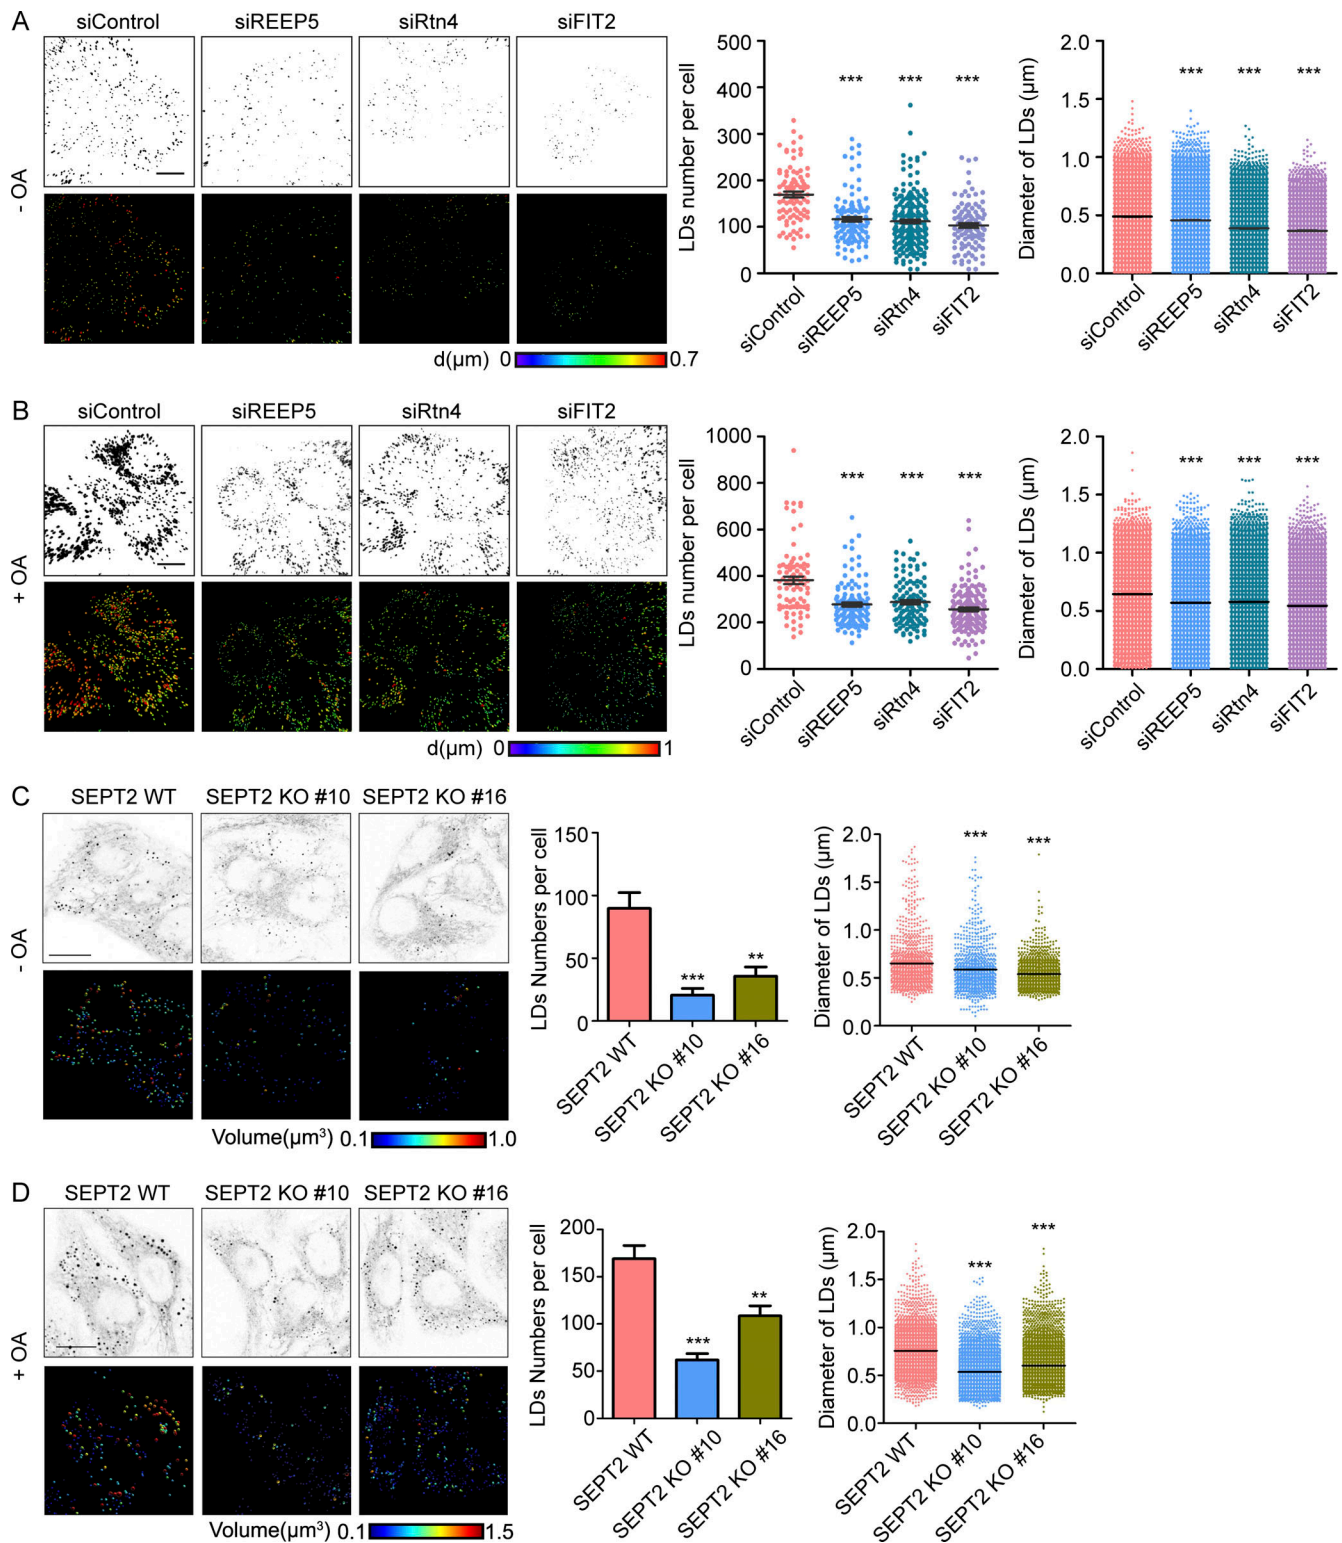 A
siControl siREEP5 siRtn4 siFIT2
- OA
d(µm) 0 0.7
LDs number per cell
500
400
300
200
100
0
siControl siREEP5 siRtn4 siFIT2
*** *** ***
Diameter of LDs (µm)
2.0
1.5
1.0
0.5
0.0
siControl siREEP5 siRtn4 siFIT2
*** *** ***
B
siControl siREEP5 siRtn4 siFIT2
+ OA
d(µm) 0 1
LDs number per cell
1000
800
600
400
200
0
siControl siREEP5 siRtn4 siFIT2
*** *** ***
Diameter of LDs (µm)
2.0
1.5
1.0
0.5
0.0
siControl siREEP5 siRtn4 siFIT2
*** *** ***
C
SEPT2 WT SEPT2 KO #10 SEPT2 KO #16
- OA
Volume(µm³) 0.1 1.0
LDs Numbers per cell
150
100
50
0
SEPT2 WT SEPT2 KO #10 SEPT2 KO #16
*** **
Diameter of LDs (µm)
2.0
1.5
1.0
0.5
0.0
SEPT2 WT SEPT2 KO #10 SEPT2 KO #16
*** ***
D
SEPT2 WT SEPT2 KO #10 SEPT2 KO #16
+ OA
Volume(µm³) 0.1 1.5
LDs Numbers per cell
200
150
100
50
0
SEPT2 WT SEPT2 KO #10 SEPT2 KO #16
*** **
Diameter of LDs (µm)
2.0
1.5
1.0
0.5
0.0
SEPT2 WT SEPT2 KO #10 SEPT2 KO #16
*** ***